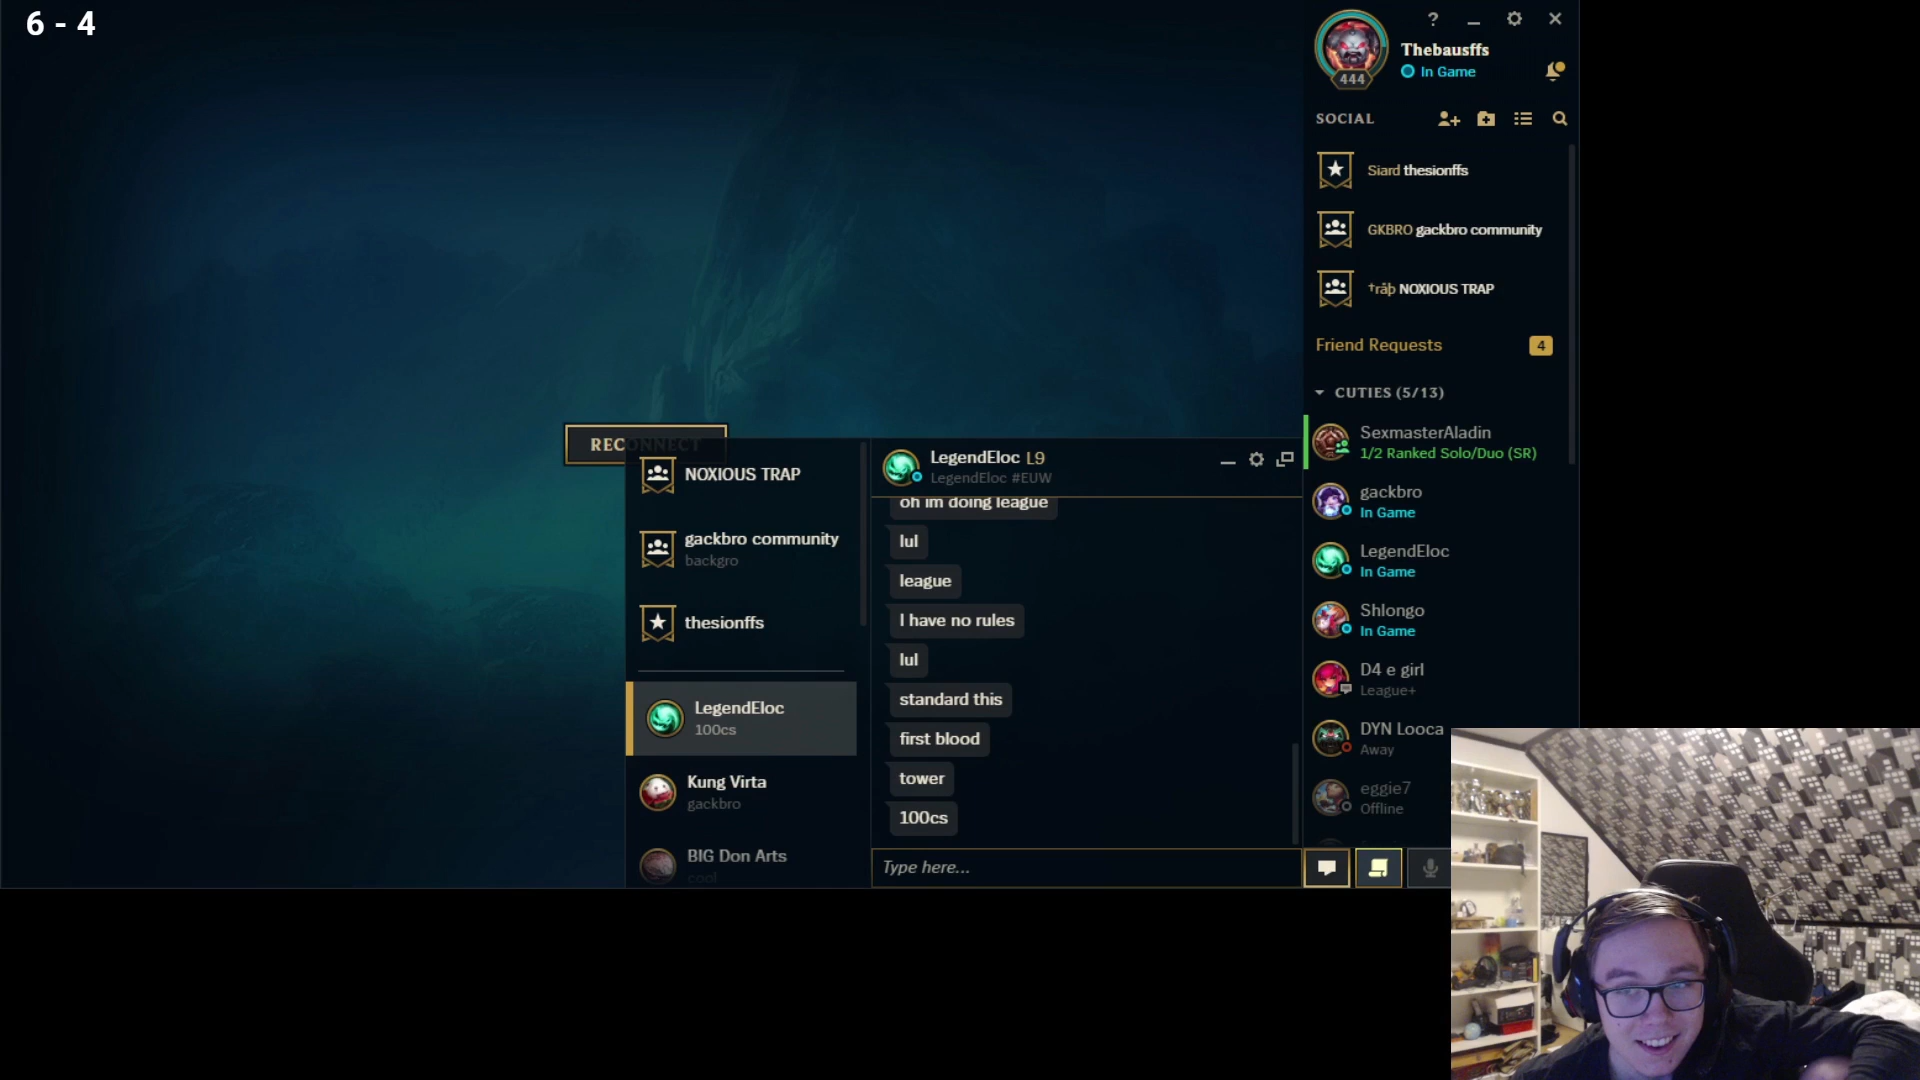 6 - 4
?
Thebausffs
In Game
444
SOCIAL
Siard thesionffs
GKBRO gackbro community
†råþ NOXIOUS TRAP
Friend Requests
4
CUTIES (5/13)
SexmasterAladin
1/2 Ranked Solo/Duo (SR)
gackbro
In Game
LegendEloc
In Game
Shlongo
In Game
D4 e girl
League+
DYN Looca
Away
eggie7
Offline
RECONNECT
NOXIOUS TRAP
gackbro community
backgro
thesionffs
LegendEloc
100cs
Kung Virta
gackbro
BIG Don Arts
cool
LegendEloc L9
LegendEloc #EUW
oh im doing league
lul
league
I have no rules
lul
standard this
first blood
tower
100cs
Type here...